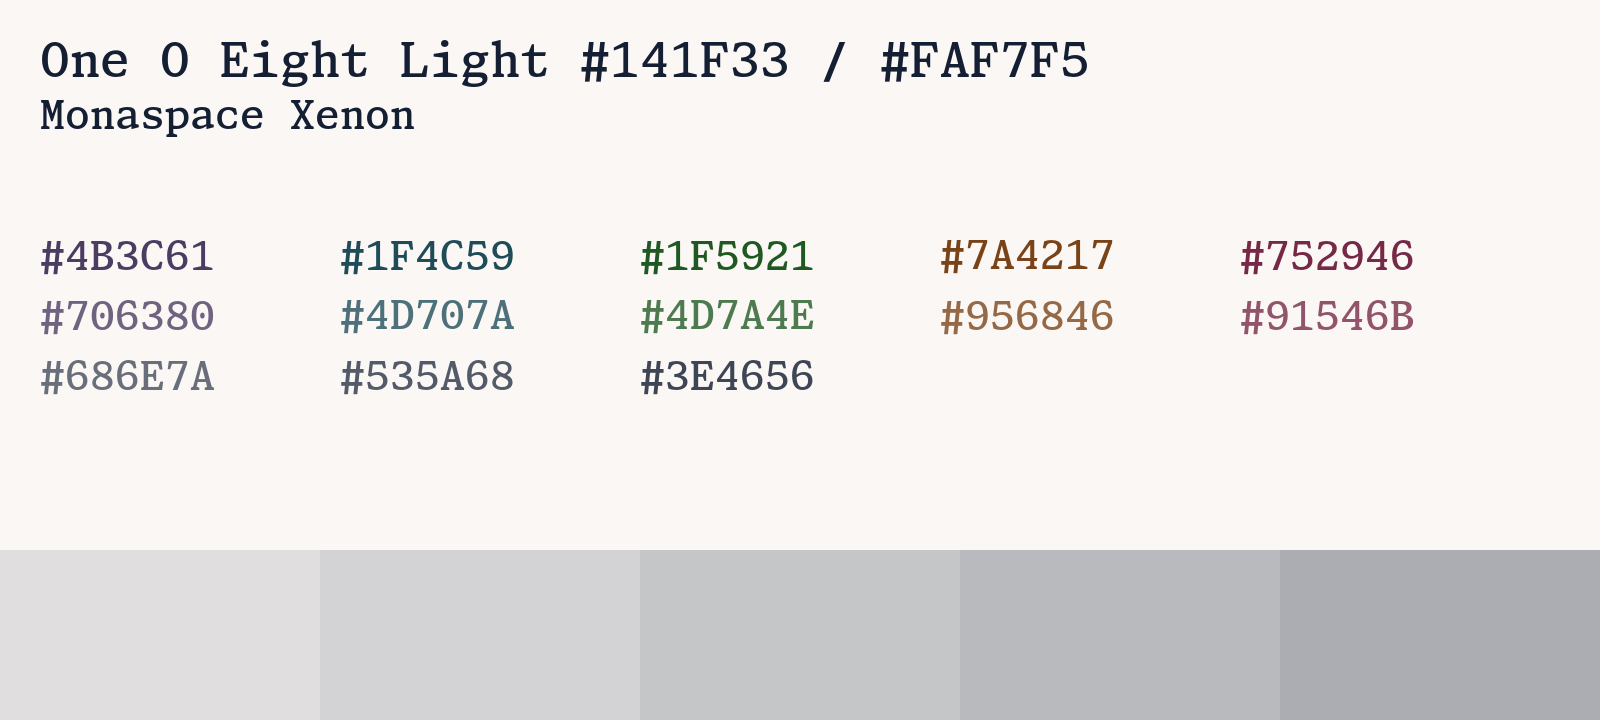 One O Eight Light #141F33 / #FAF7F5
Monaspace Xenon
#4B3C61 #1F4C59 #1F5921 #7A4217 #752946
#706380 #4D707A #4D7A4E #956846 #91546B
#686E7A #535A68 #3E4656